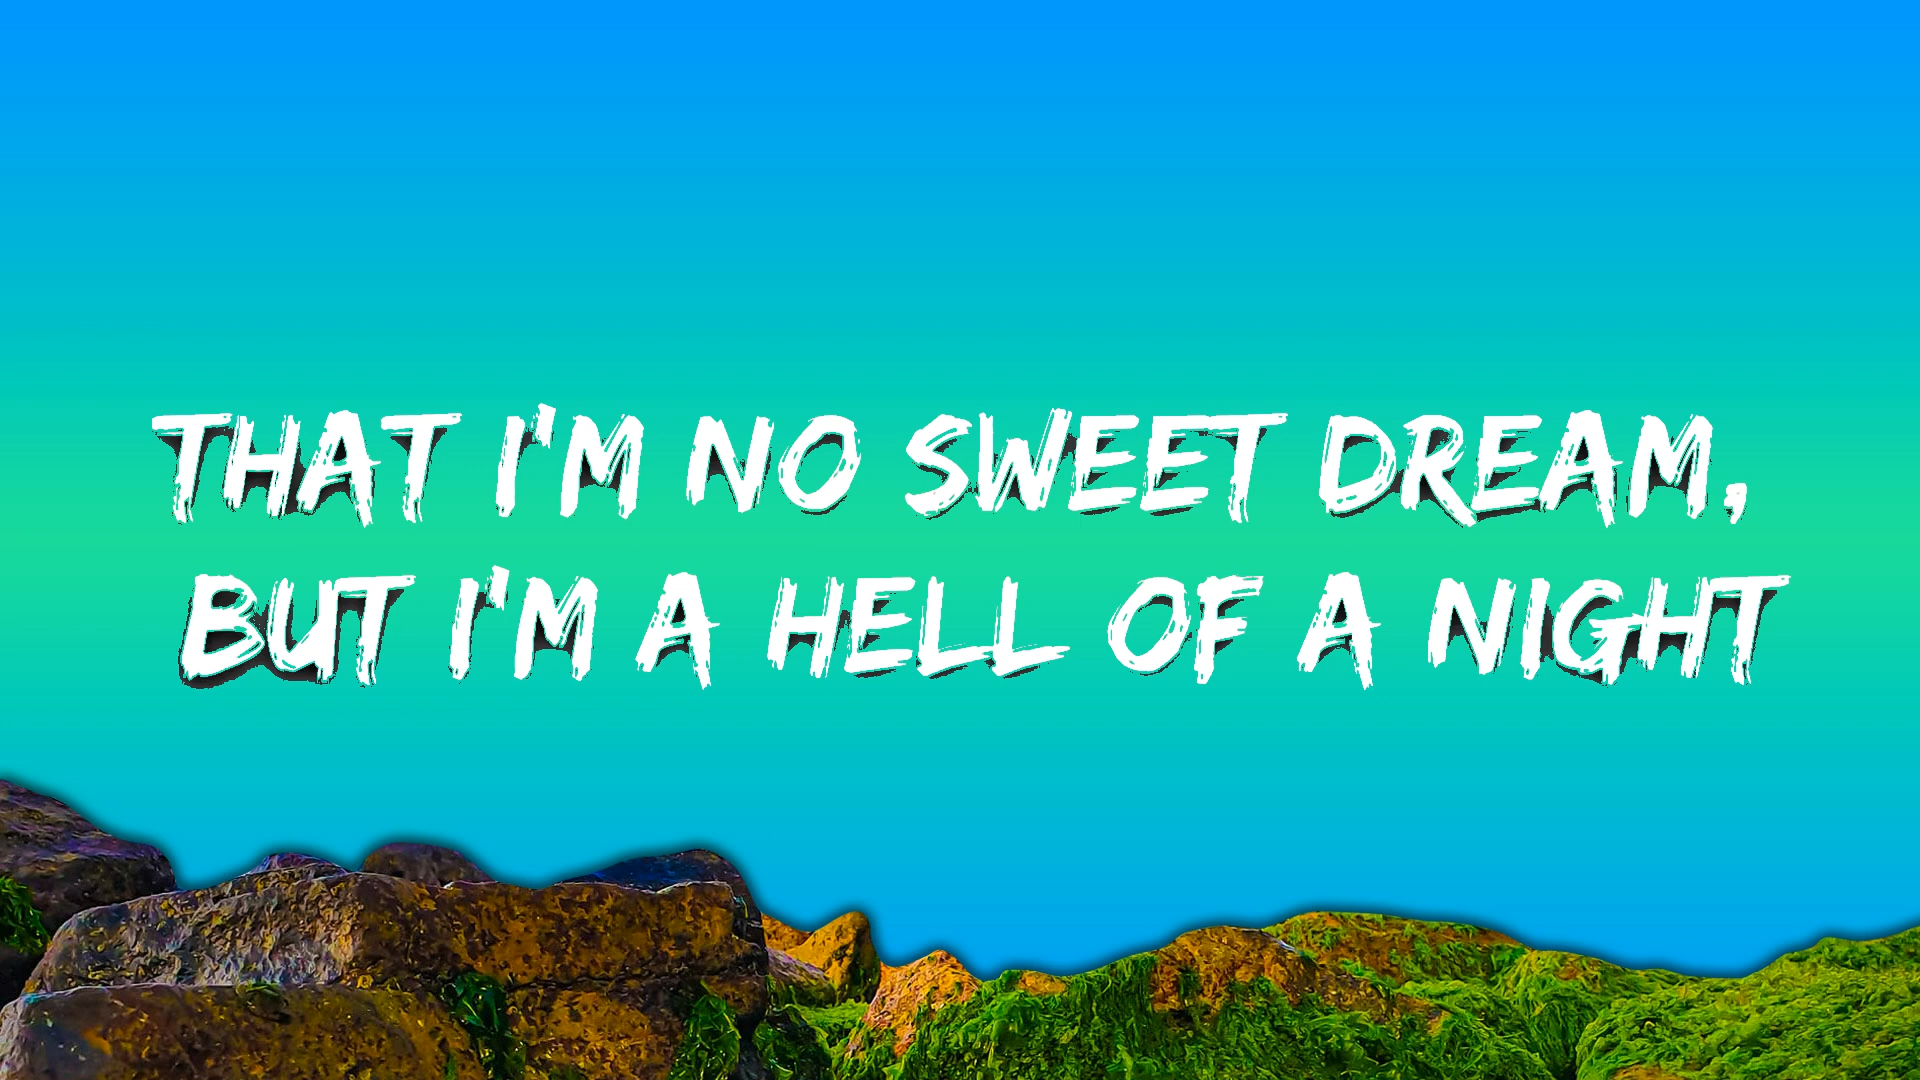 THAT I'M NO SWEET DREAM,
BUT I'M A HELL OF A NIGHT